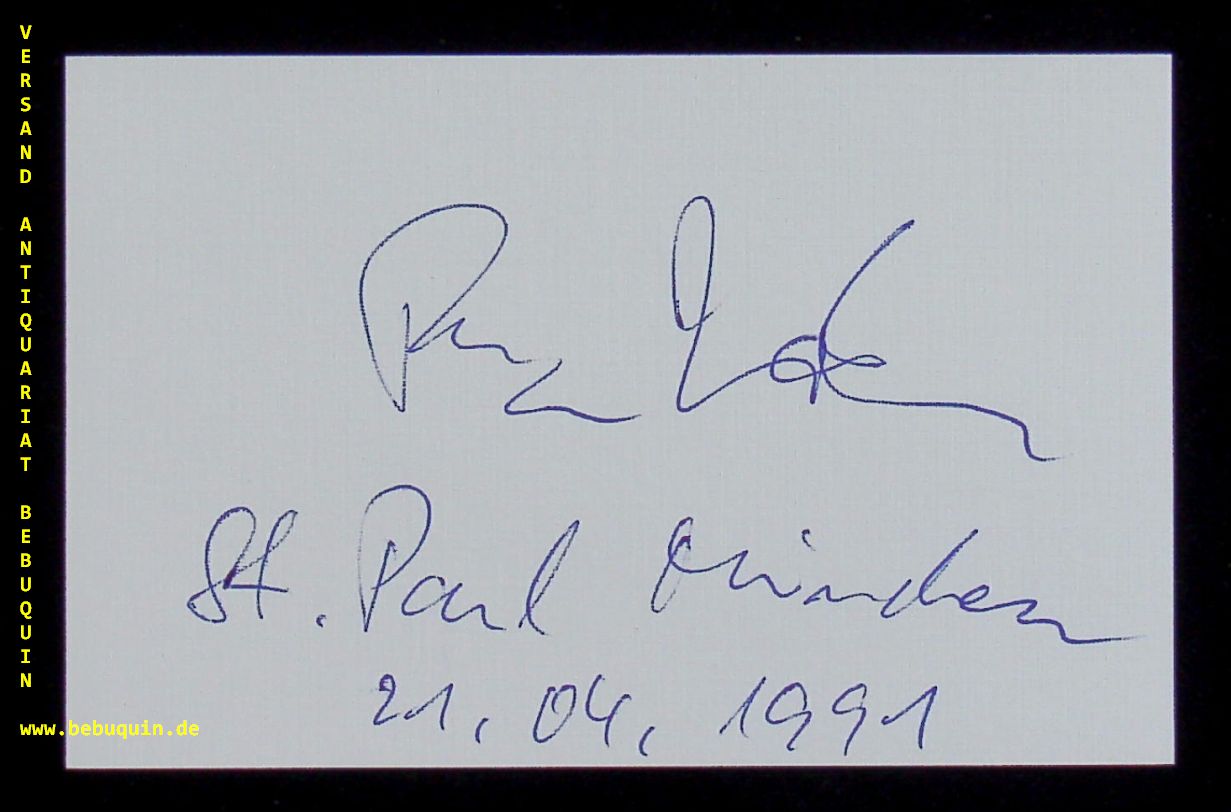 VERSAND ANTIQUARIAT BEBUQUIN
St. Paul München
21. 04. 1991
www.bebuquin.de